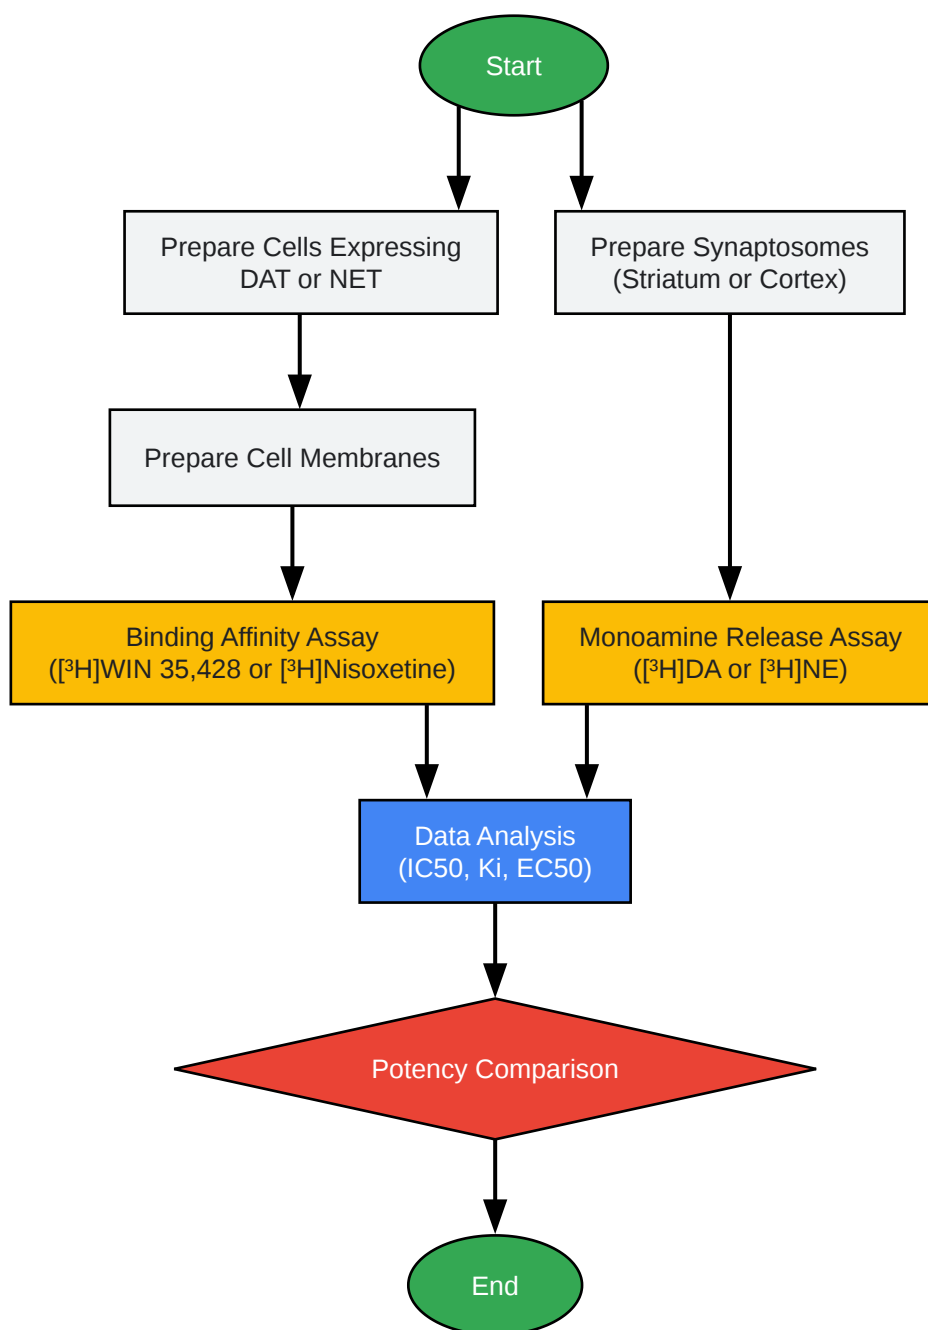 Start
Prepare Cells Expressing
DAT or NET
Prepare Synaptosomes
(Striatum or Cortex)
Prepare Cell Membranes
Binding Affinity Assay
([³H]WIN 35,428 or [³H]Nisoxetine)
Monoamine Release Assay
([³H]DA or [³H]NE)
Data Analysis
(IC50, Ki, EC50)
Potency Comparison
End